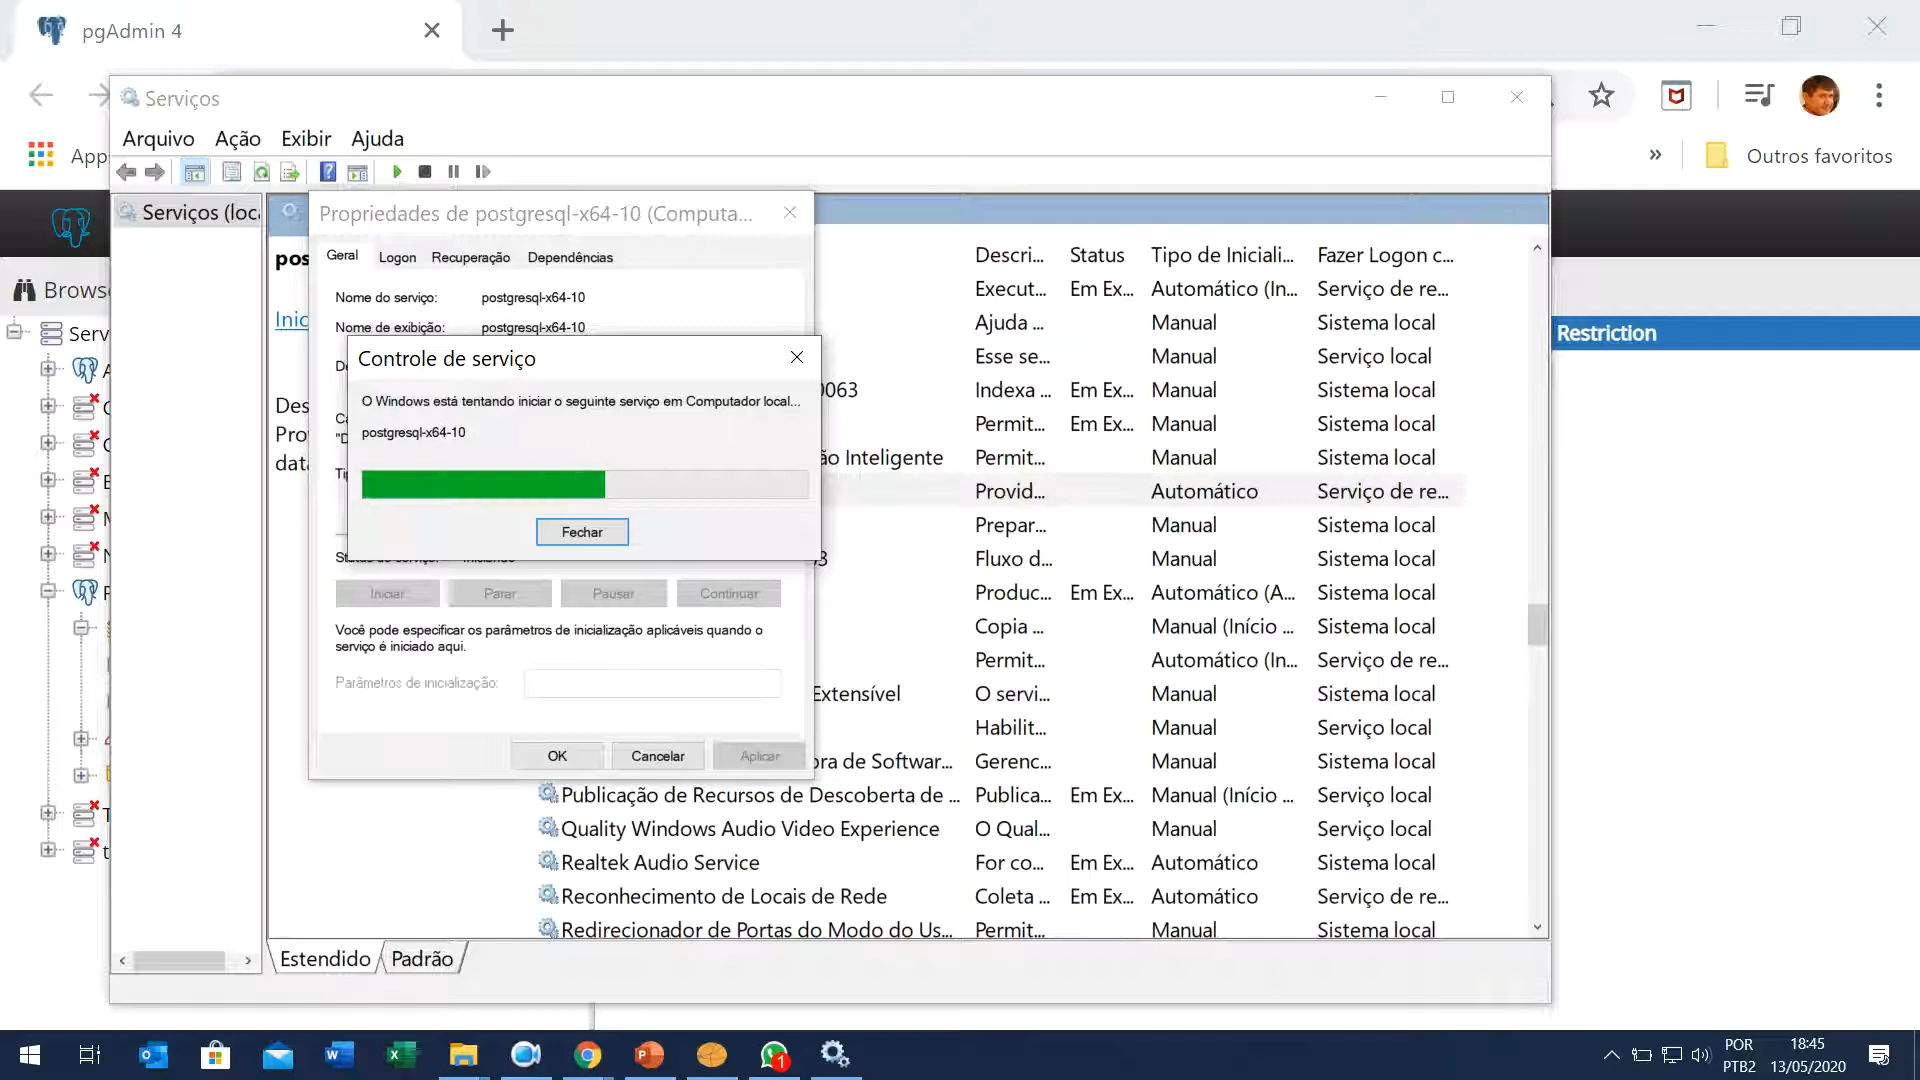 pgAdmin 4
Serviços
Arquivo Ação Exibir Ajuda
Outros favoritos
Serviços (loca
Propriedades de postgresql-x64-10 (Computa...
Geral Logon Recuperação Dependências
Nome do serviço: postgresql-x64-10
Nome de exibição: postgresql-x64-10
Controle de serviço
O Windows está tentando iniciar o seguinte serviço em Computador local...
postgresql-x64-10
Fechar
Iniciar Parar Pausar Continuar
Você pode especificar os parâmetros de inicialização aplicáveis quando o
serviço é iniciado aqui.
Parâmetros de inicialização:
OK Cancelar Aplicar
Restriction
Descri... Status Tipo de Iniciali... Fazer Logon c...
Execut... Em Ex... Automático (In... Serviço de re...
Ajuda ... Manual Sistema local
Esse se... Manual Serviço local
0063 Indexa ... Em Ex... Manual Sistema local
Permit... Em Ex... Manual Sistema local
ão Inteligente Permit... Manual Sistema local
Provid... Automático Serviço de re...
Prepar... Manual Sistema local
3 Fluxo d... Manual Sistema local
Produc... Em Ex... Automático (A... Sistema local
Copia ... Manual (Início ... Sistema local
Permit... Automático (In... Serviço de re...
Extensível O servi... Manual Sistema local
Habilit... Manual Serviço local
ora de Softwar... Gerenc... Manual Sistema local
Publicação de Recursos de Descoberta de ... Publica... Em Ex... Manual (Início ... Serviço local
Quality Windows Audio Video Experience O Qual... Manual Serviço local
Realtek Audio Service For co... Em Ex... Automático Sistema local
Reconhecimento de Locais de Rede Coleta ... Em Ex... Automático Serviço de re...
Redirecionador de Portas do Modo do Us... Permit... Manual Sistema local
Estendido Padrão
POR 18:45
PTB2 13/05/2020